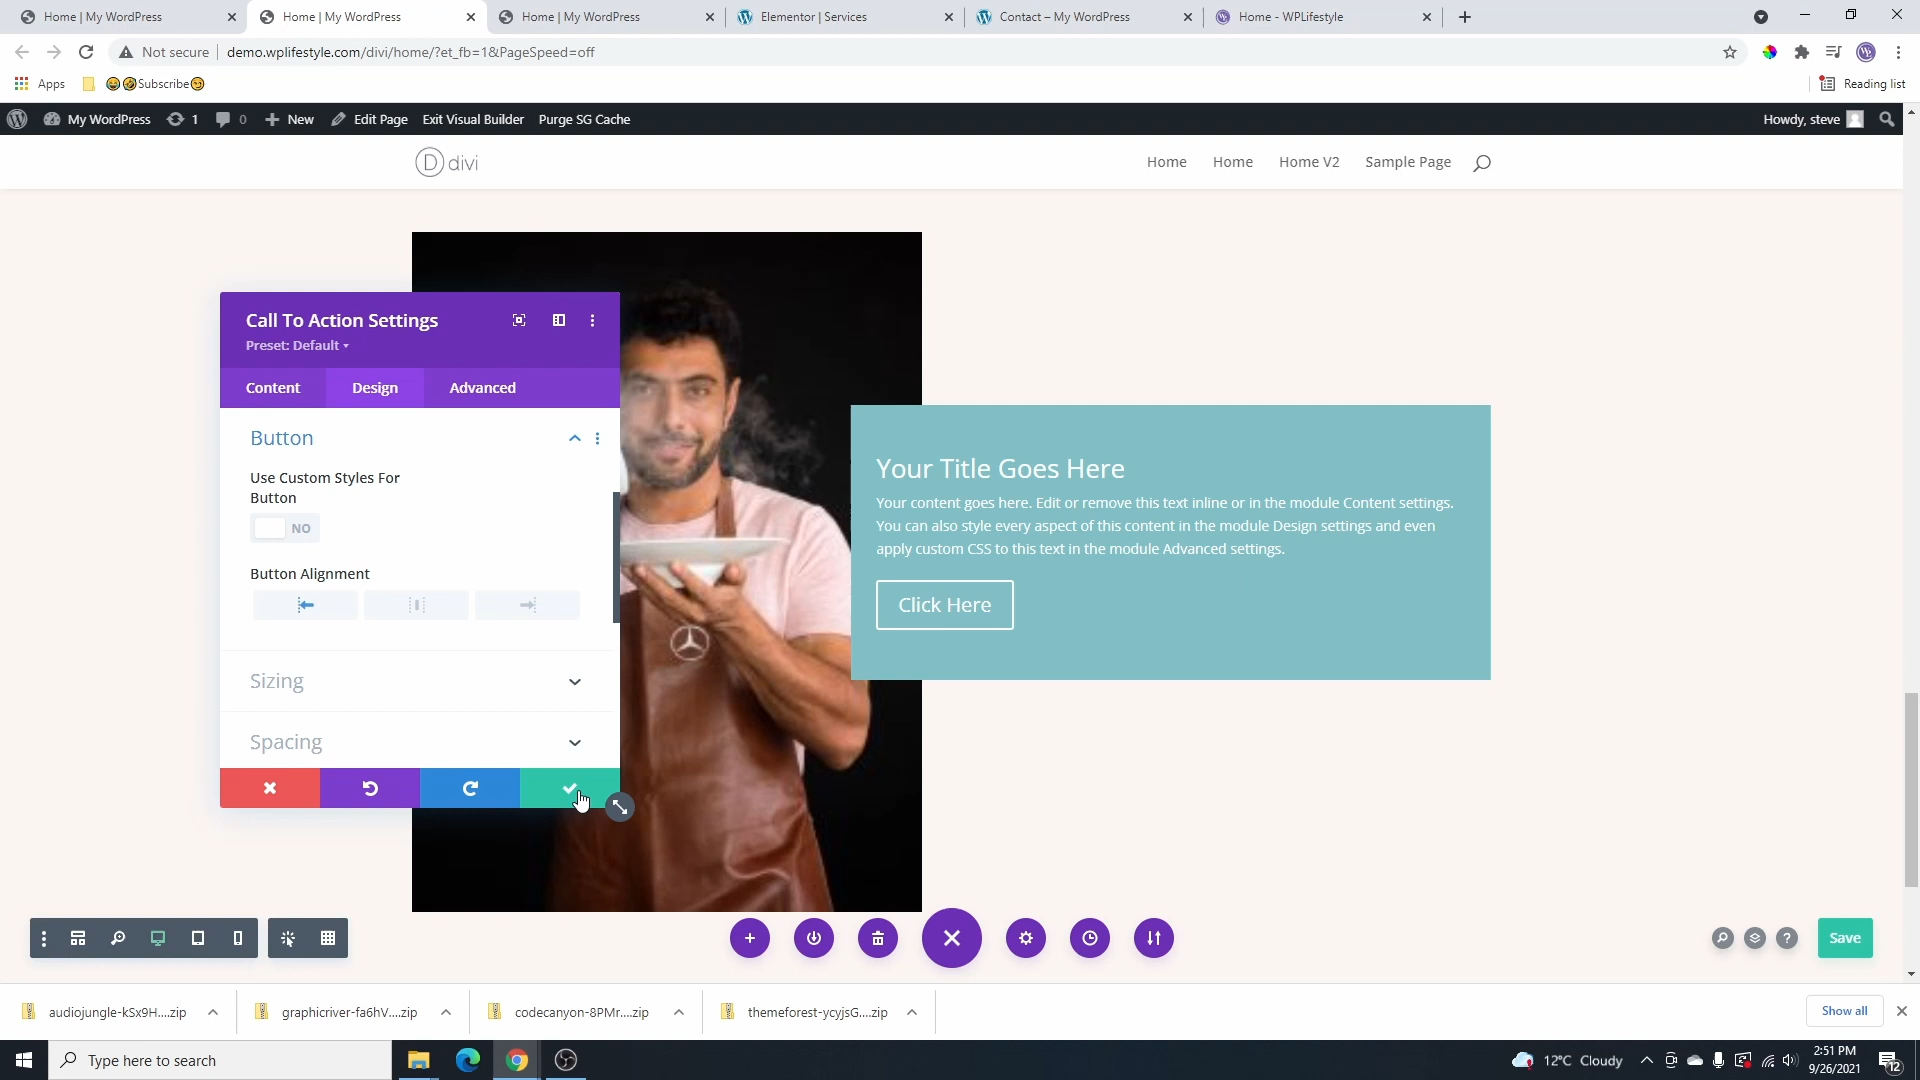 Home | My WordPress
Home | My WordPress
Home | My WordPress
Elementor | Services
Contact – My WordPress
Home - WPLifestyle
Not secure
demo.wplifestyle.com/divi/home/?et_fb=1&PageSpeed=off
Apps
😂🤣Subscribe😏
Reading list
My WordPress
1
0
New
Edit Page
Exit Visual Builder
Purge SG Cache
Howdy, steve
D divi
Home
Home
Home V2
Sample Page
Call To Action Settings
Preset: Default
Content
Design
Advanced
Button
Use Custom Styles For
Button
NO
Button Alignment
Sizing
Spacing
Your Title Goes Here
Your content goes here. Edit or remove this text inline or in the module Content settings.
You can also style every aspect of this content in the module Design settings and even
apply custom CSS to this text in the module Advanced settings.
Click Here
?
Save
audiojungle-kSx9H....zip
graphicriver-fa6hV....zip
codecanyon-8PMr....zip
themeforest-ycyjsG....zip
Show all
Type here to search
12°C Cloudy
2:51 PM
9/26/2021
12